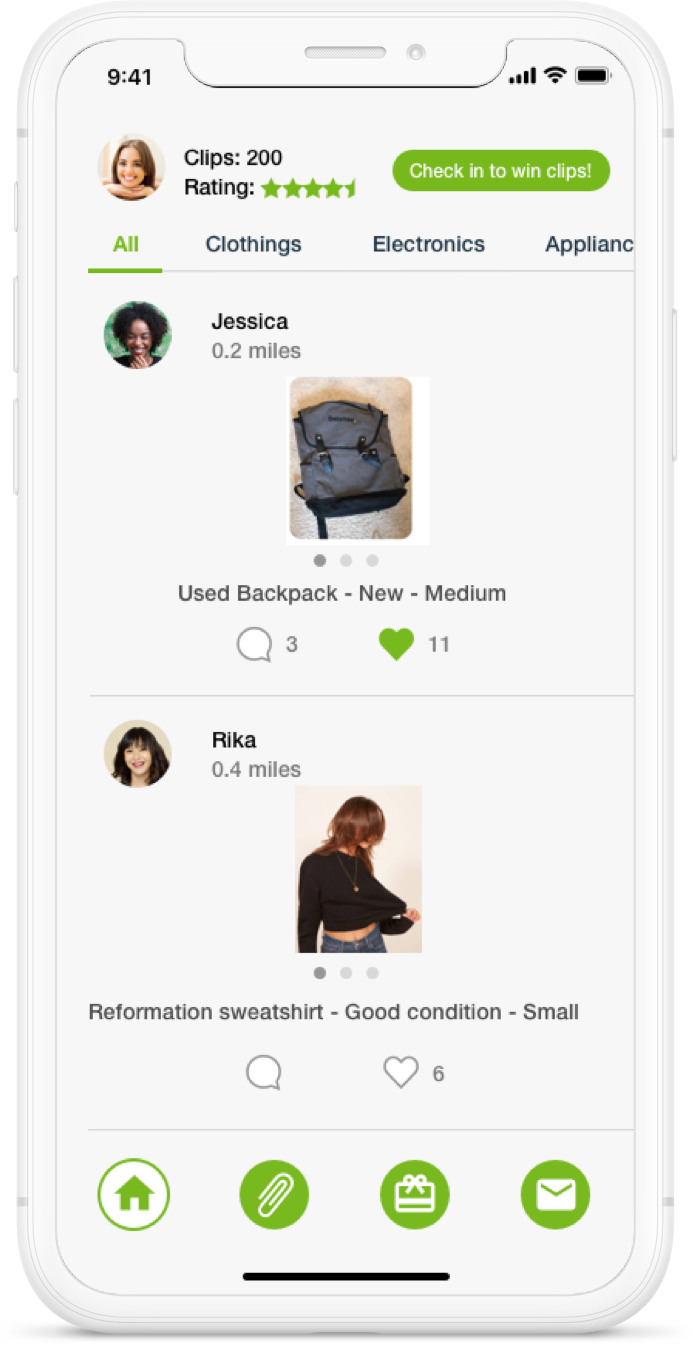 9:41
Clips: 200
Check in to win clips!
Rating:
All Clothings Electronics Applianc
Jessica
0.2 miles
Used Backpack - New - Medium
3 11
Rika
0.4 miles
Reformation sweatshirt - Good condition - Small
6